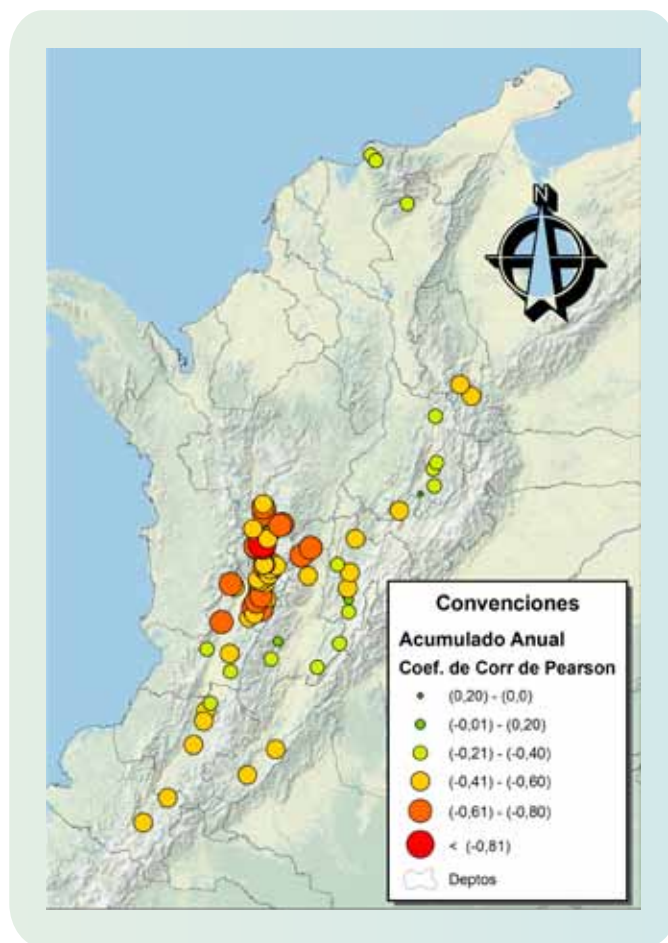 N
Convenciones
Acumulado Anual
Coef. de Corr de Pearson
(0,20) - (0,0)
(-0,01) - (0,20)
(-0,21) - (-0,40)
(-0,41) - (-0,60)
(-0,61) - (-0,80)
< (-0,81)
Deptos